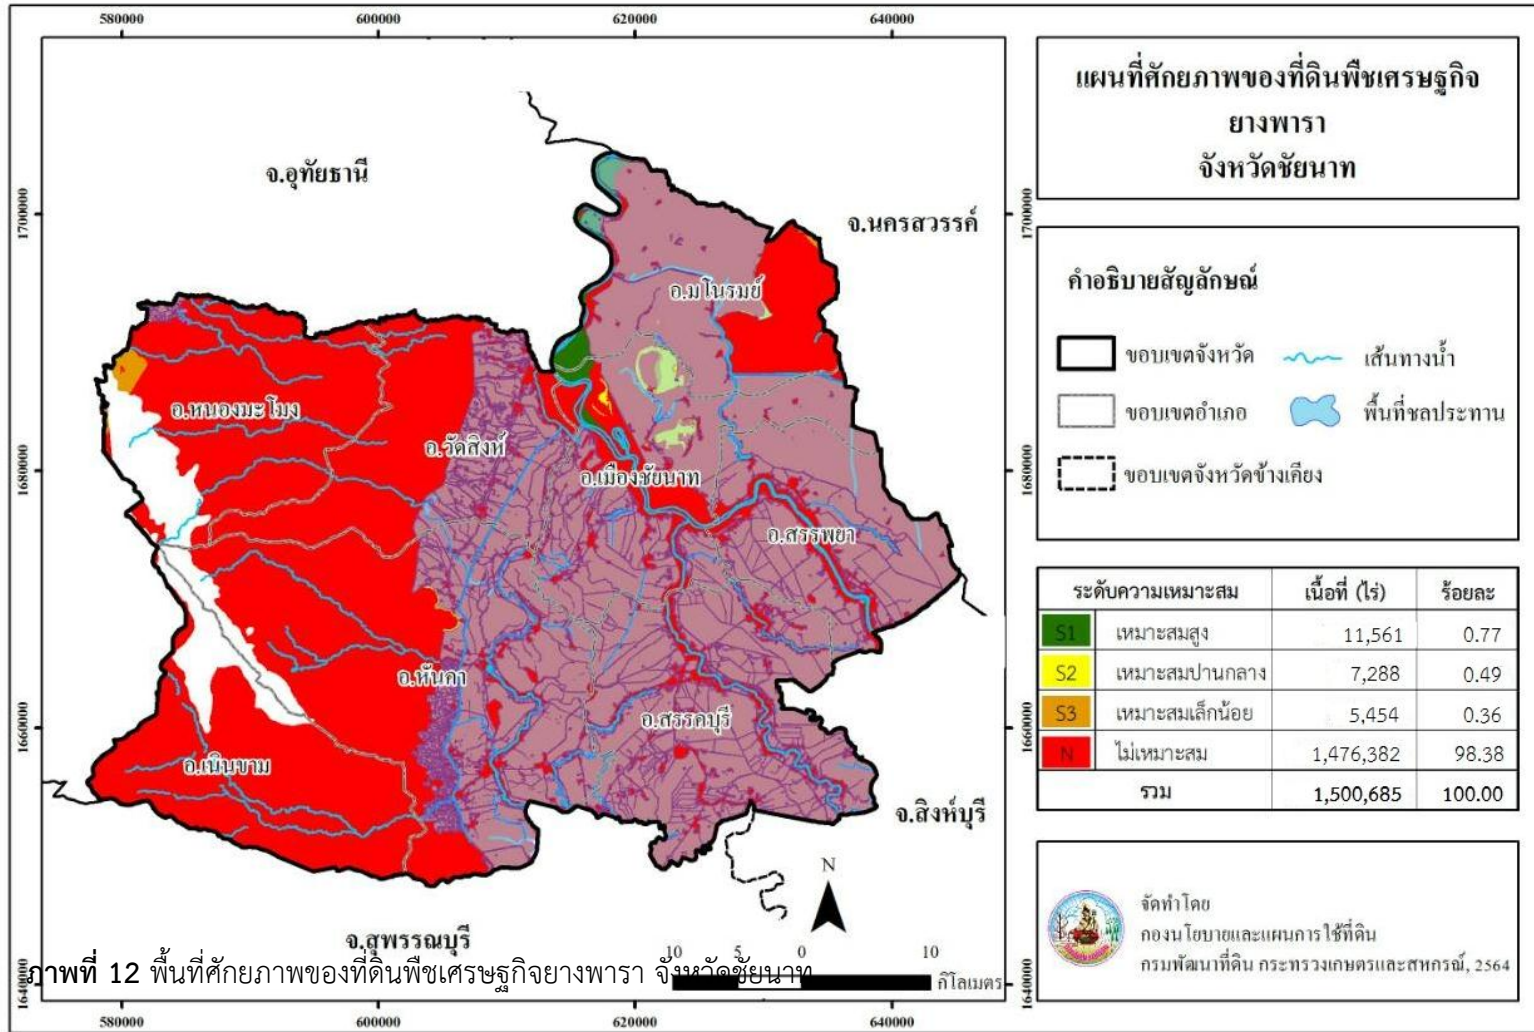 580000
600000
620000
640000
แผนที่ศักยภาพของที่ดินพืชเศรษฐกิจ
ยางพารา
จังหวัดชัยนาท
จ.อุทัยธานี
จ.นครสวรรค์
1700000
1700000
อ.มโนรมย์
คำอธิบายสัญลักษณ์
ขอบเขตจังหวัด
เส้นทางน้ำ
ขอบเขตอำเภอ
พื้นที่ชลประทาน
ขอบเขตจังหวัดข้างเคียง
อ.หนองมะโมง
อ.วัดสิงห์
อ.เมืองชัยนาท
1680000
1680000
อ.สรรพยา
ระดับความเหมาะสม เนื้อที่ (ไร่) ร้อยละ
S1 เหมาะสมสูง 11,561 0.77
S2 เหมาะสมปานกลาง 7,288 0.49
S3 เหมาะสมเล็กน้อย 5,454 0.36
N ไม่เหมาะสม 1,476,382 98.38
รวม 1,500,685 100.00
อ.หันคา
อ.สรรคบุรี
1660000
1660000
อ.เนินขาม
จ.สิงห์บุรี
N
จ.สุพรรณบุรี
10 5 0 10
กิโลเมตร
ภาพที่ 12 พื้นที่ศักยภาพของที่ดินพืชเศรษฐกิจยางพารา จังหวัดชัยนาท
จัดทำโดย
กองนโยบายและแผนการใช้ที่ดิน
กรมพัฒนาที่ดิน กระทรวงเกษตรและสหกรณ์, 2564
1640000
1640000
580000
600000
620000
640000